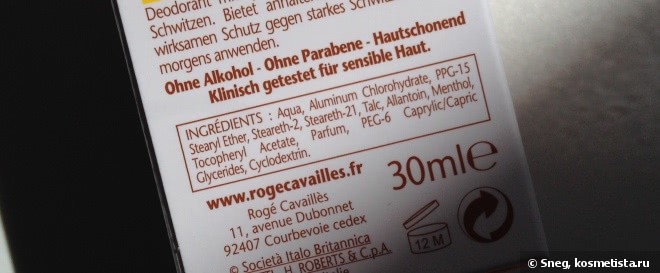 Deodorant
Schwitzen. Bietet
wirksamen Schutz gegen starkes
morgens anwenden.
Ohne Alkohol - Ohne Parabene - Hautschonend
Klinisch getestet für sensible Haut.
INGRÉDIENTS : Aqua, Aluminum Chlorohydrate, PPG-15
Stearyl Ether, Steareth-2, Steareth-21, Talc, Allantoin, Menthol,
Tocopheryl Acetate, Parfum, PEG-6 Caprylic/Capric
Glycerides, Cyclodextrin.
www.rogecavailles.fr
30ml℮
Rogé Cavaillès
11, avenue Dubonnet
92407 Courbevoie cedex
12 M
© Società Italo Britannica
H. ROBERTS & C.p.A.
© Sneg, kosmetista.ru